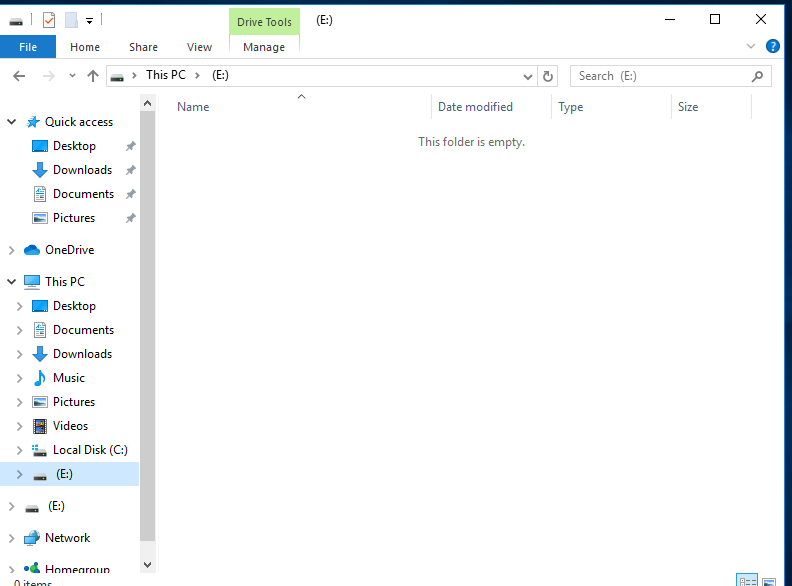 Drive Tools (E:)
File Home Share View Manage
This PC (E:) Search (E:)
Name Date modified Type Size
This folder is empty.
Quick access
Desktop
Downloads
Documents
Pictures
OneDrive
This PC
Desktop
Documents
Downloads
Music
Pictures
Videos
Local Disk (C:)
(E:)
(E:)
Network
Homegroup
0 items